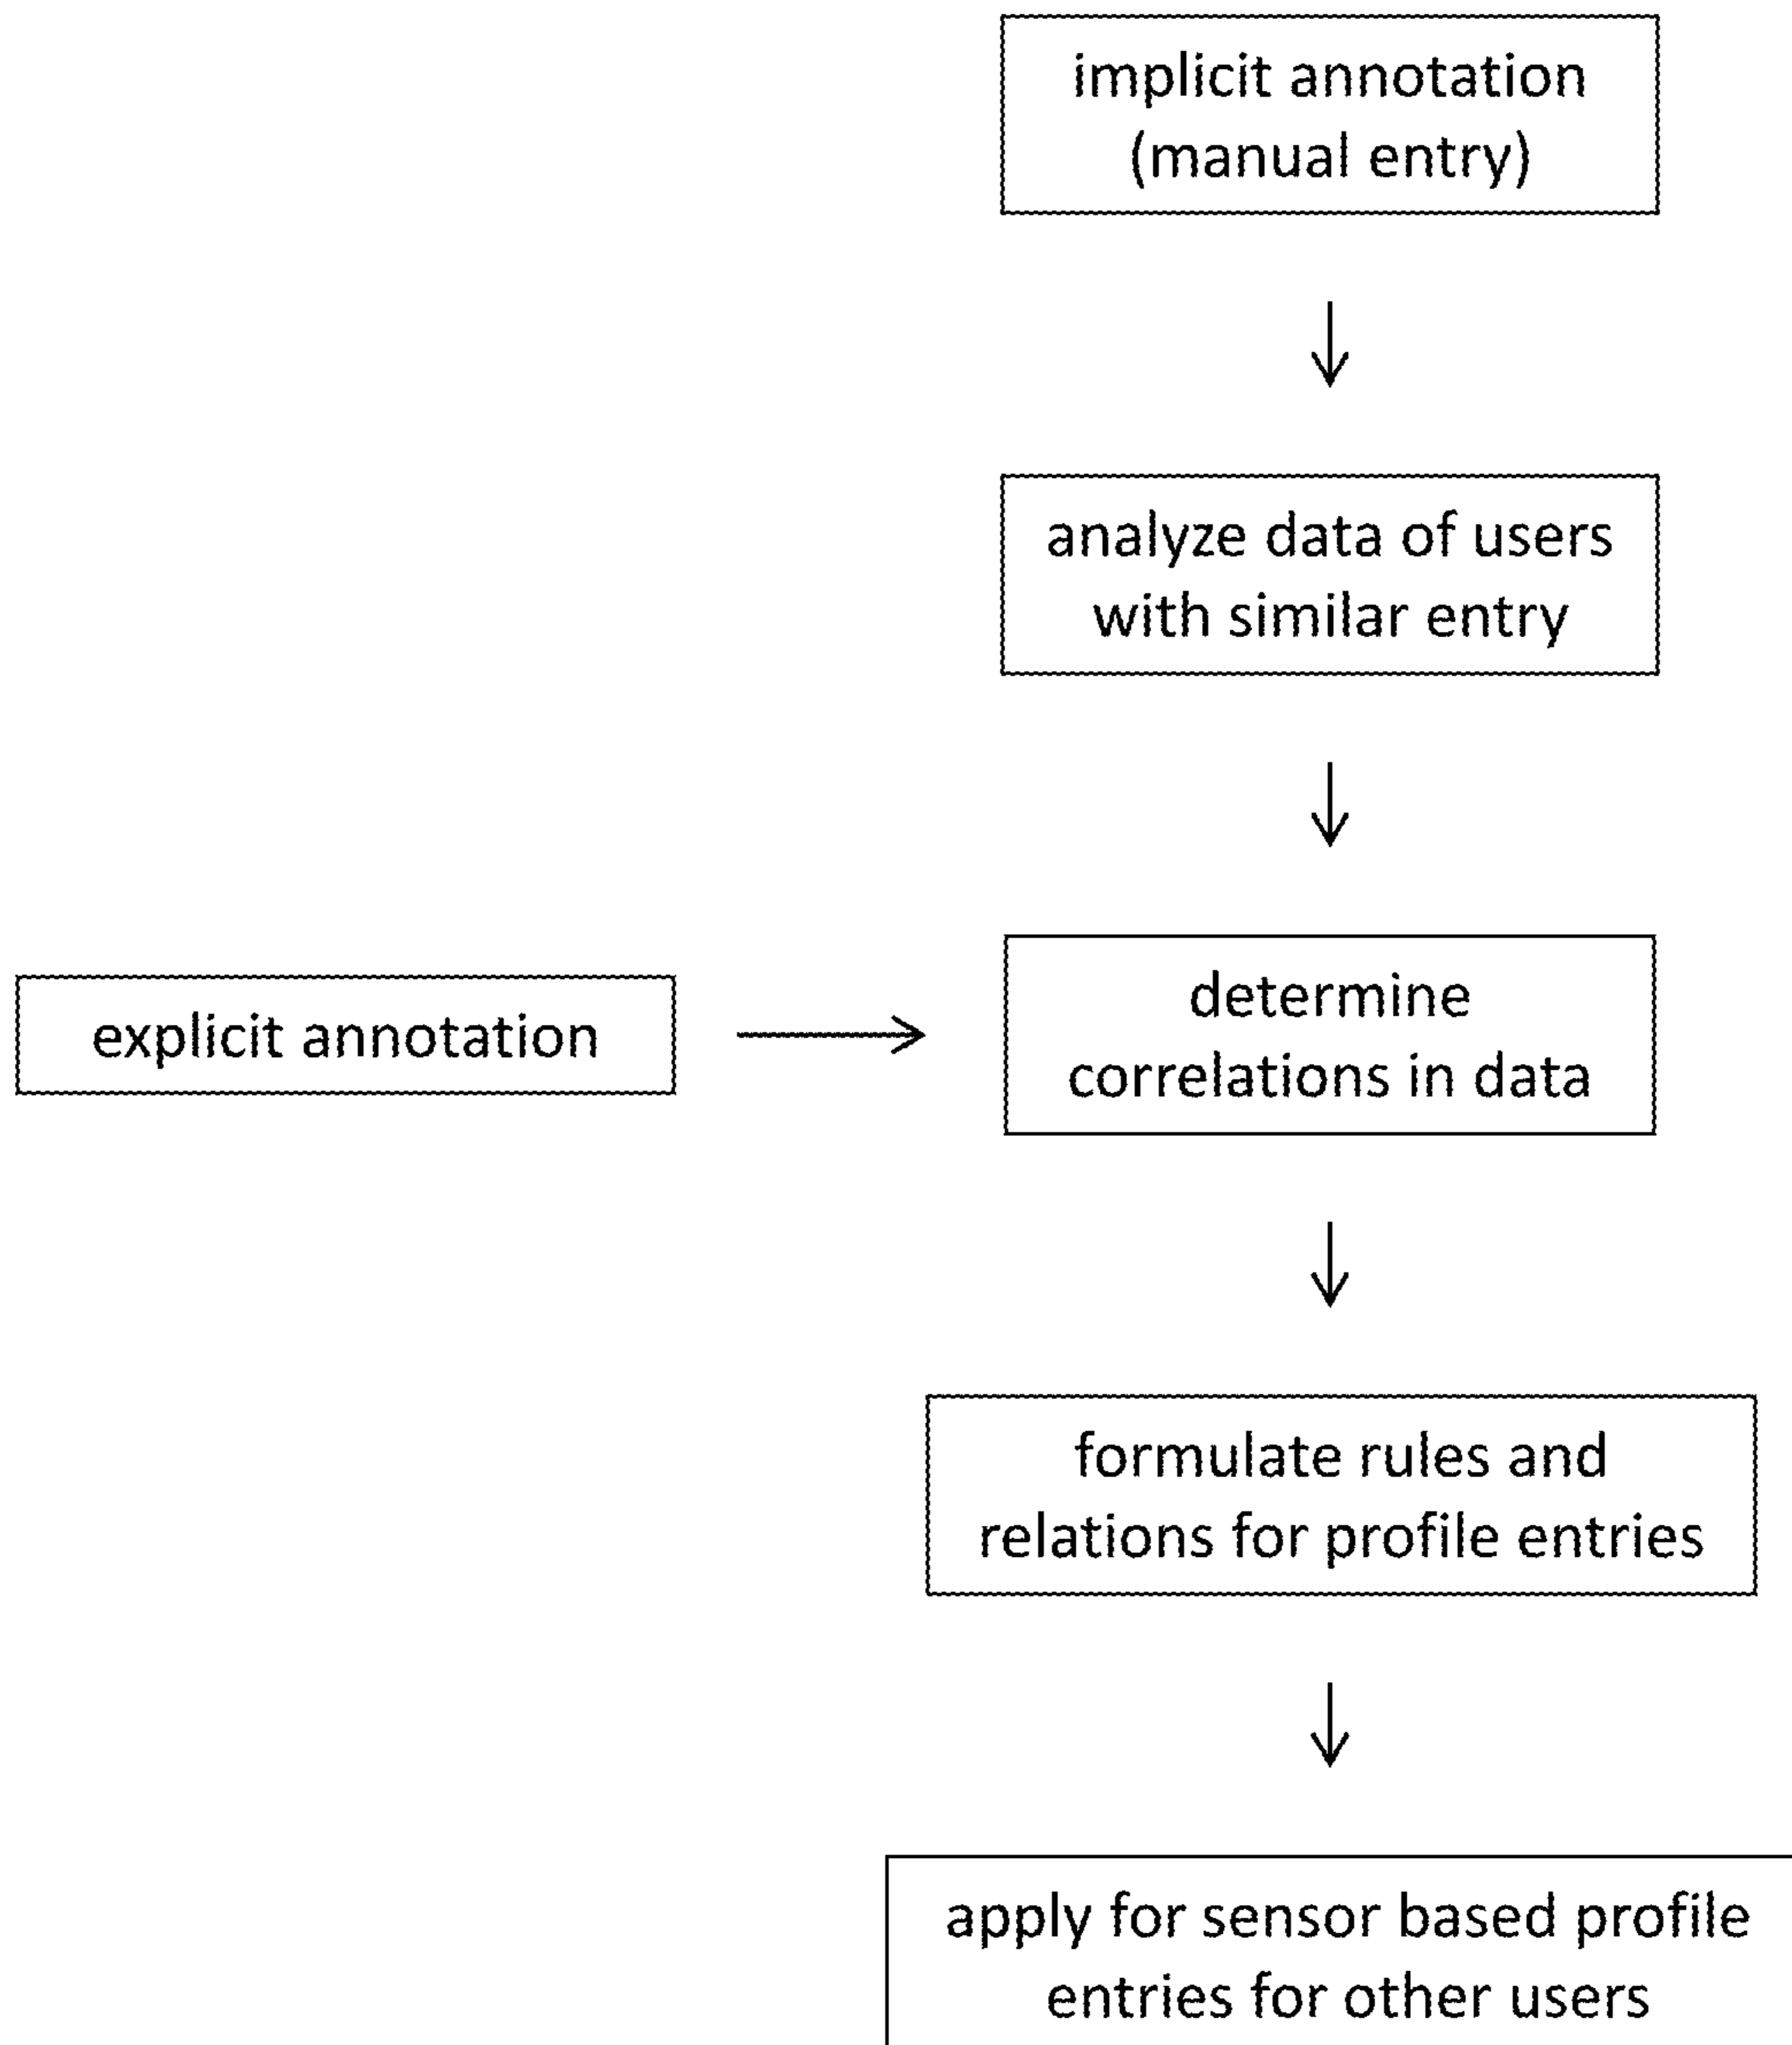 implicit annotation
(manual entry)
analyze data of users
with similar entry
explicit annotation
determine
correlations in data
formulate rules and
relations for profile entries
apply for sensor based profile
entries for other users